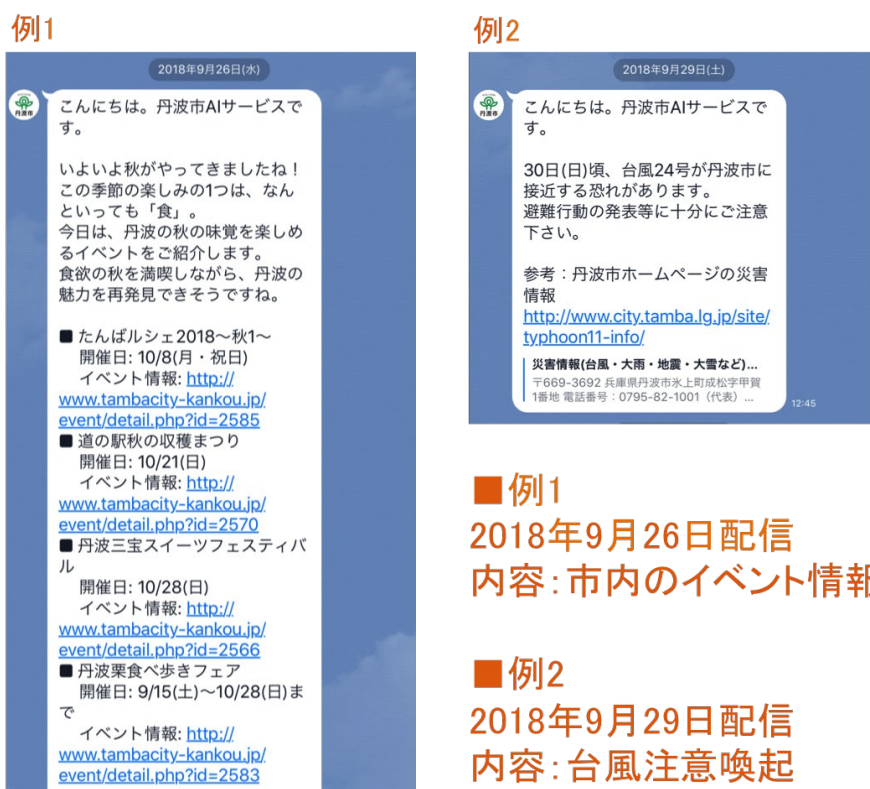 例1
2018年9月26日(水)
こんにちは。丹波市AIサービスで
す。
いよいよ秋がやってきましたね！
この季節の楽しみの1つは、なん
といっても「食」。
今日は、丹波の秋の味覚を楽しめ
るイベントをご紹介します。
食欲の秋を満喫しながら、丹波の
魅力を再発見できそうですね。
■ たんばルシェ2018〜秋1〜
開催日: 10/8(月・祝日)
イベント情報: http://
www.tambacity-kankou.jp/
event/detail.php?id=2585
■ 道の駅秋の収穫まつり
開催日: 10/21(日)
イベント情報: http://
www.tambacity-kankou.jp/
event/detail.php?id=2570
■ 丹波三宝スイーツフェスティバ
ル
開催日: 10/28(日)
イベント情報: http://
www.tambacity-kankou.jp/
event/detail.php?id=2566
■ 丹波栗食べ歩きフェア
開催日: 9/15(土)〜10/28(日)ま
で
イベント情報: http://
www.tambacity-kankou.jp/
event/detail.php?id=2583
例2
2018年9月29日(土)
丹波市
こんにちは。丹波市AIサービスで
す。
30日(日)頃、台風24号が丹波市に
接近する恐れがあります。
避難行動の発表等に十分にご注意
下さい。
参考：丹波市ホームページの災害
情報
http://www.city.tamba.lg.jp/site/
typhoon11-info/
災害情報(台風・大雨・地震・大雪など)...
〒669-3692 兵庫県丹波市氷上町成松字甲賀
1番地 電話番号：0795-82-1001（代表）...
12:45
■例1
2018年9月26日配信
内容：市内のイベント情報
■例2
2018年9月29日配信
内容：台風注意喚起